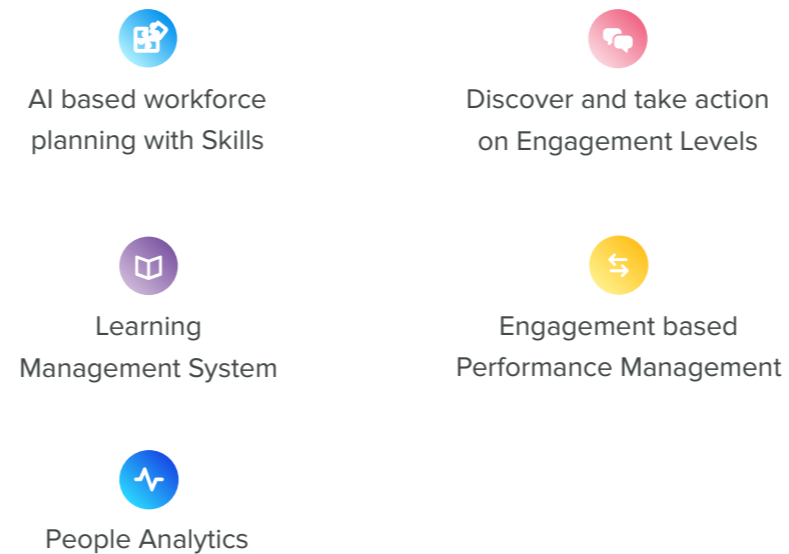 AI based workforce
planning with Skills
Discover and take action
on Engagement Levels
Learning
Management System
Engagement based
Performance Management
People Analytics